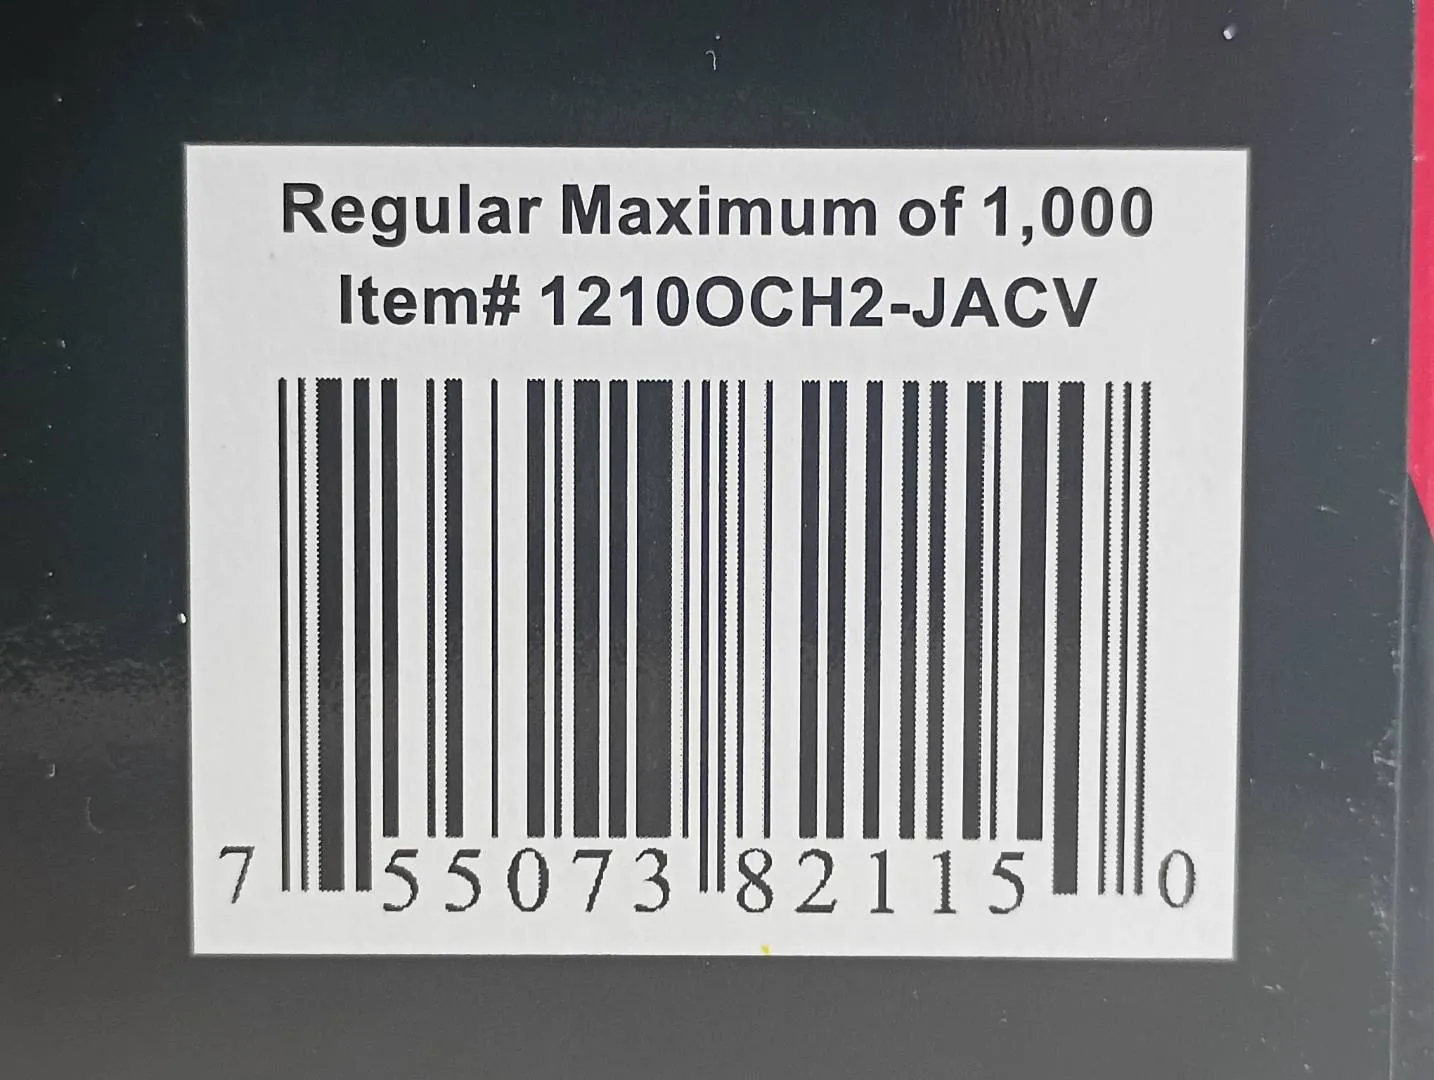 Regular Maximum of 1,000
Item# 1210OCH2-JACV
7 55073 82115 0